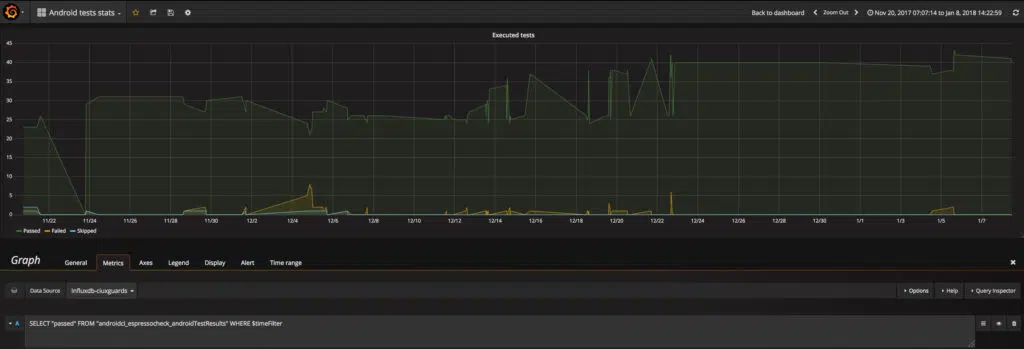 Android tests stats
Back to dashboard
Zoom Out
Nov 20, 2017 07:07:14 to Jan 8, 2018 14:22:59
Executed tests
45
40
35
30
25
20
15
10
5
0
11/22 11/24 11/26 11/28 11/30 12/2 12/4 12/6 12/8 12/10 12/12 12/14 12/16 12/18 12/20 12/22 12/24 12/26 12/28 12/30 1/1 1/3 1/5 1/7
Passed Failed Skipped
Graph General Metrics Axes Legend Display Alert Time range
Data Source Influxdb-ciuxguards Options Help Query Inspector
A SELECT "passed" FROM "androidcl_espressocheck_androidTestResults" WHERE $timeFilter